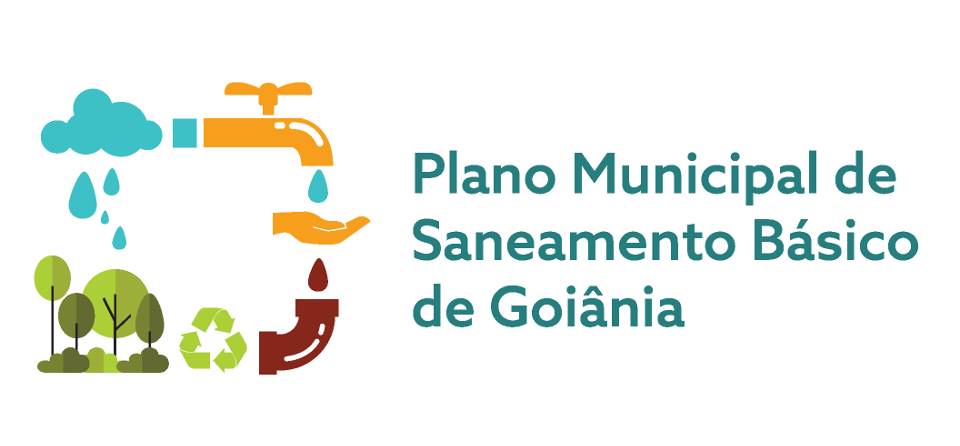 Plano Municipal de
Saneamento Básico
de Goiânia